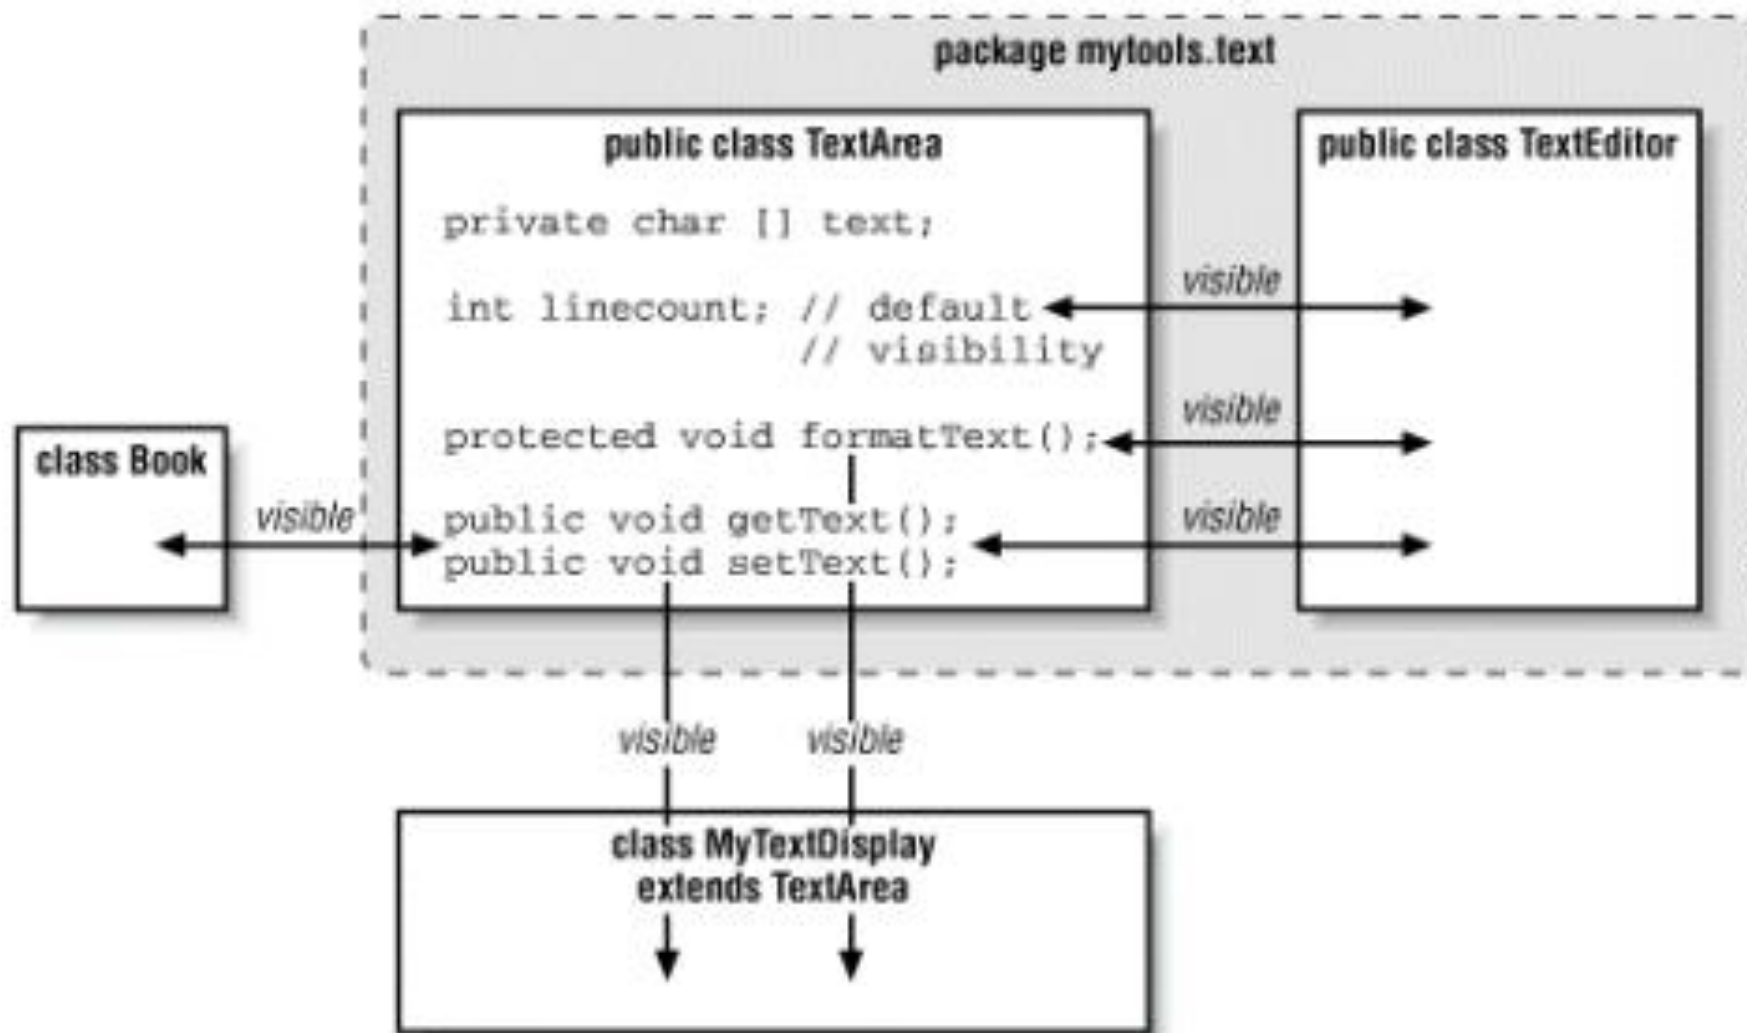 package mytools.text
public class TextArea
private char [] text;
int linecount; // default
// visibility
protected void formatText();
public void getText();
public void setText();
public class TextEditor
visible
visible
visible
class Book
visible
visible
visible
class MyTextDisplay
extends TextArea